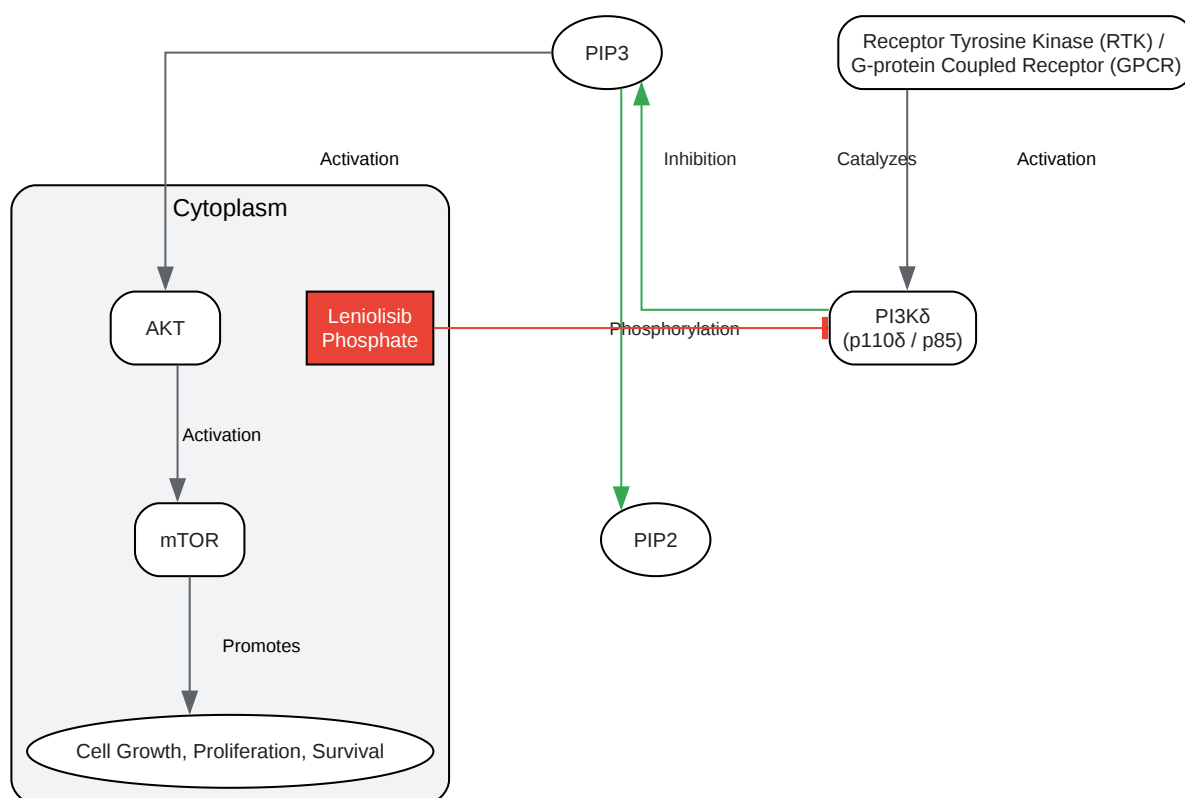 PIP3
Receptor Tyrosine Kinase (RTK) /
G-protein Coupled Receptor (GPCR)
Activation
Inhibition
Catalyzes
Activation
Cytoplasm
AKT
Leniolisib
Phosphate
Phosphorylation
PI3Kδ
(p110δ / p85)
Activation
mTOR
PIP2
Promotes
Cell Growth, Proliferation, Survival